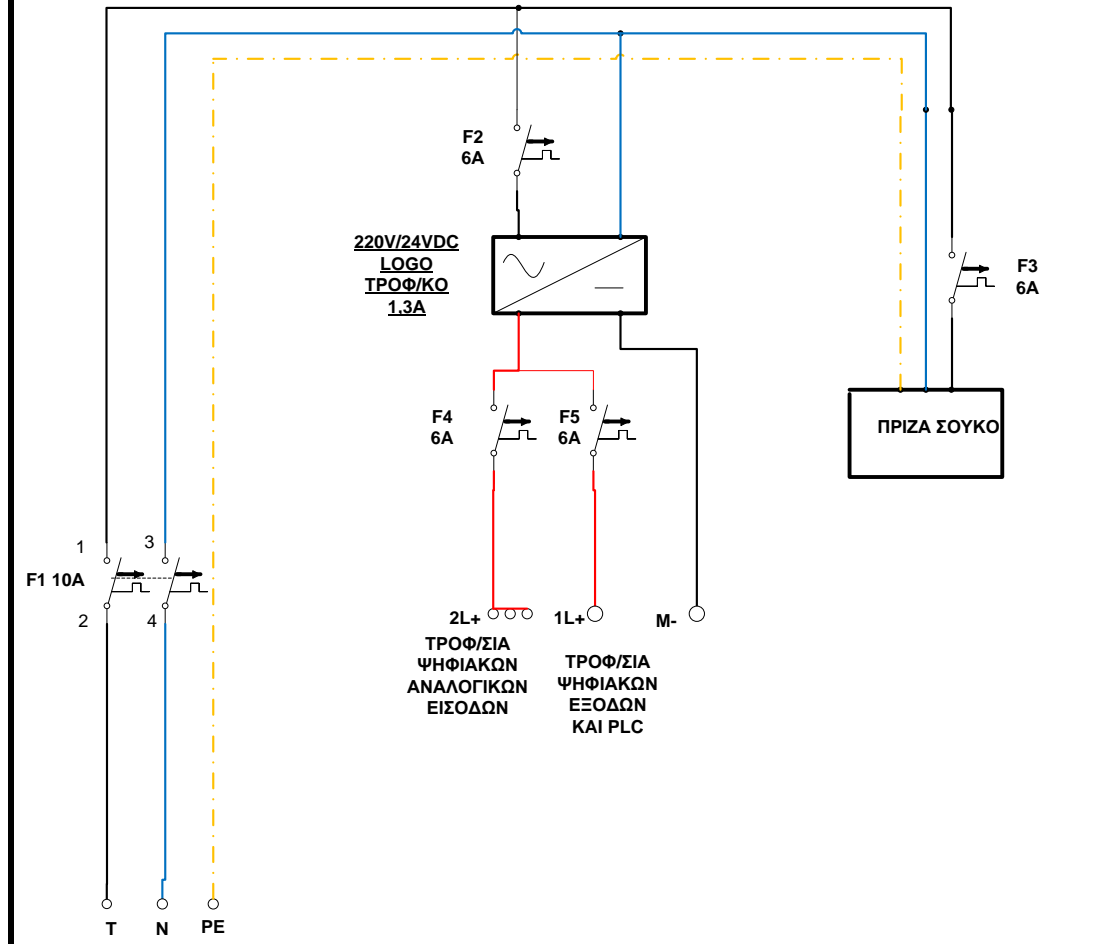 F2
6A
220V/24VDC
LOGO
ΤΡΟΦ/ΚΟ
1,3A
F3
6A
F4
6A
F5
6A
ΠΡΙΖΑ ΣΟΥΚΟ
1
3
F1 10A
2
4
2L+
1L+
M-
ΤΡΟΦ/ΣΙΑ
ΨΗΦΙΑΚΩΝ
ΑΝΑΛΟΓΙΚΩΝ
ΕΙΣΟΔΩΝ
ΤΡΟΦ/ΣΙΑ
ΨΗΦΙΑΚΩΝ
ΕΞΟΔΩΝ
ΚΑΙ PLC
T
N
PE